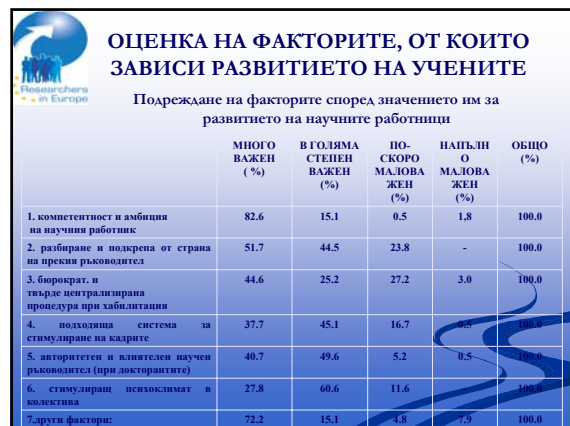 Researchers
in Europe
ОЦЕНКА НА ФАКТОРИТЕ, ОТ КОИТО
ЗАВИСИ РАЗВИТИЕТО НА УЧЕНИТЕ
Подреждане на факторите според значението им за
развитието на научните работници
МНОГО ВАЖЕН ( %) В ГОЛЯМА СТЕПЕН ВАЖЕН (%) ПО-СКОРО МАЛОВА ЖЕН (%) НАПЪЛН О МАЛОВА ЖЕН (%) ОБЩО (%)
1. компетентност и амбиция 82.6 15.1 0.5 1,8 100.0
на научния работник
2. разбиране и подкрепа от страна 51.7 44.5 23.8 - 100.0
на прекия ръководител
3. бюрократ. и 44.6 25.2 27.2 3.0 100.0
твърде централизирана
процедура при хабилитация
4. подходяща система за 37.7 45.1 16.7 0.5 100.0
стимулиране на кадрите
5. авторитетен и влиятелен научен 40.7 49.6 5.2 0.5 100.0
ръководител (при докторантите)
6. стимулиращ психоклимат в 27.8 60.6 11.6 100.0
колектива
7.други фактори: 72.2 15.1 4.8 7.9 100.0